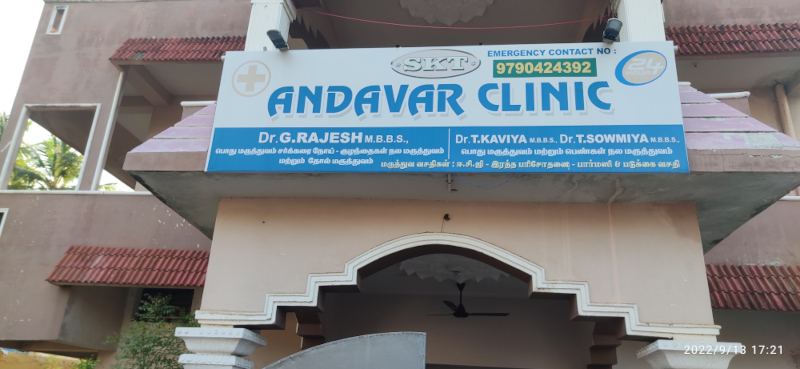 SKT
EMERGENCY CONTACT NO :
9790424392
24
ANDAVAR CLINIC
Dr.G.RAJESH M.B.B.S.,
பொது மருத்துவம் சர்க்கரை நோய் - குழந்தைகள் நல மருத்துவம்
மற்றும் தோல் மருத்துவம்
Dr.T.KAVIYA M.B.B.S., Dr.T.SOWMIYA M.B.B.S.,
பொது மருத்துவம் மற்றும் பெண்கள் நல மருத்துவம்
மருத்துவ வசதிகள் : ஈ.சி.ஜி - இரத்த பரிசோதனை - பார்மஸி & படுக்கை வசதி
2022/9/13 17:21